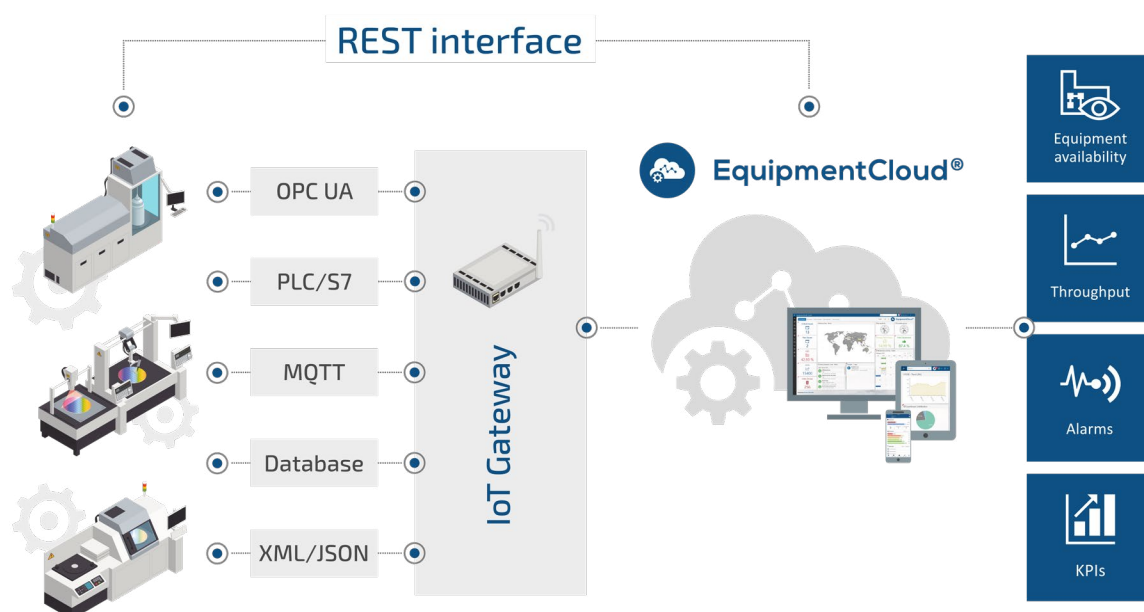 REST interface
OPC UA
PLC/S7
MQTT
Database
XML/JSON
IoT Gateway
EquipmentCloud®
Equipment
availability
Throughput
Alarms
KPIs